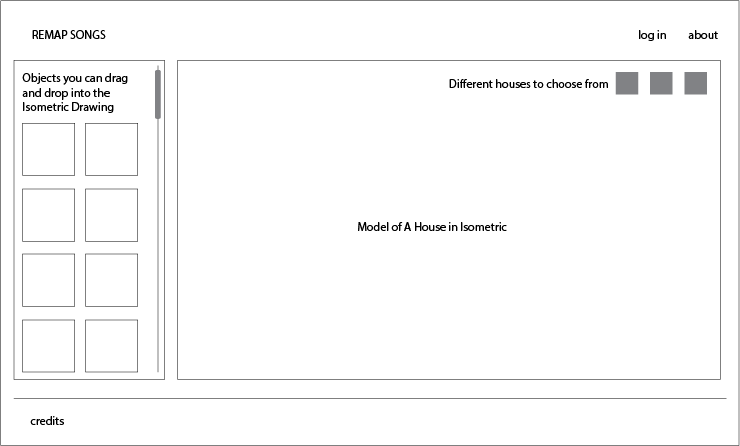 REMAP SONGS
log in
about
Objects you can drag
and drop into the
Isometric Drawing
Different houses to choose from
Model of A House in Isometric
credits